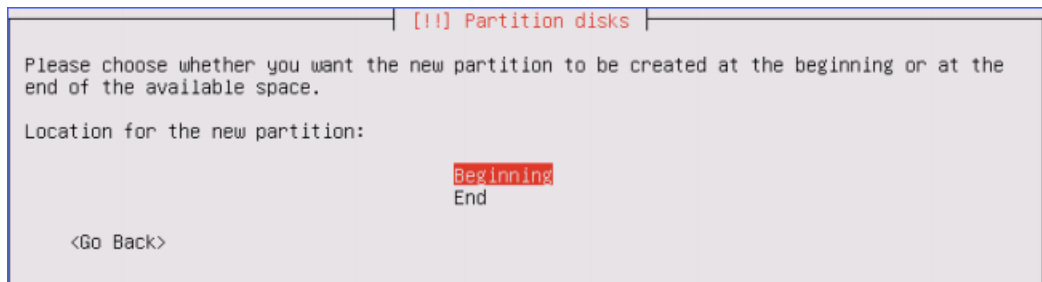 [!!] Partition disks
Please choose whether you want the new partition to be created at the beginning or at the
end of the available space.
Location for the new partition:
Beginning
End
<Go Back>